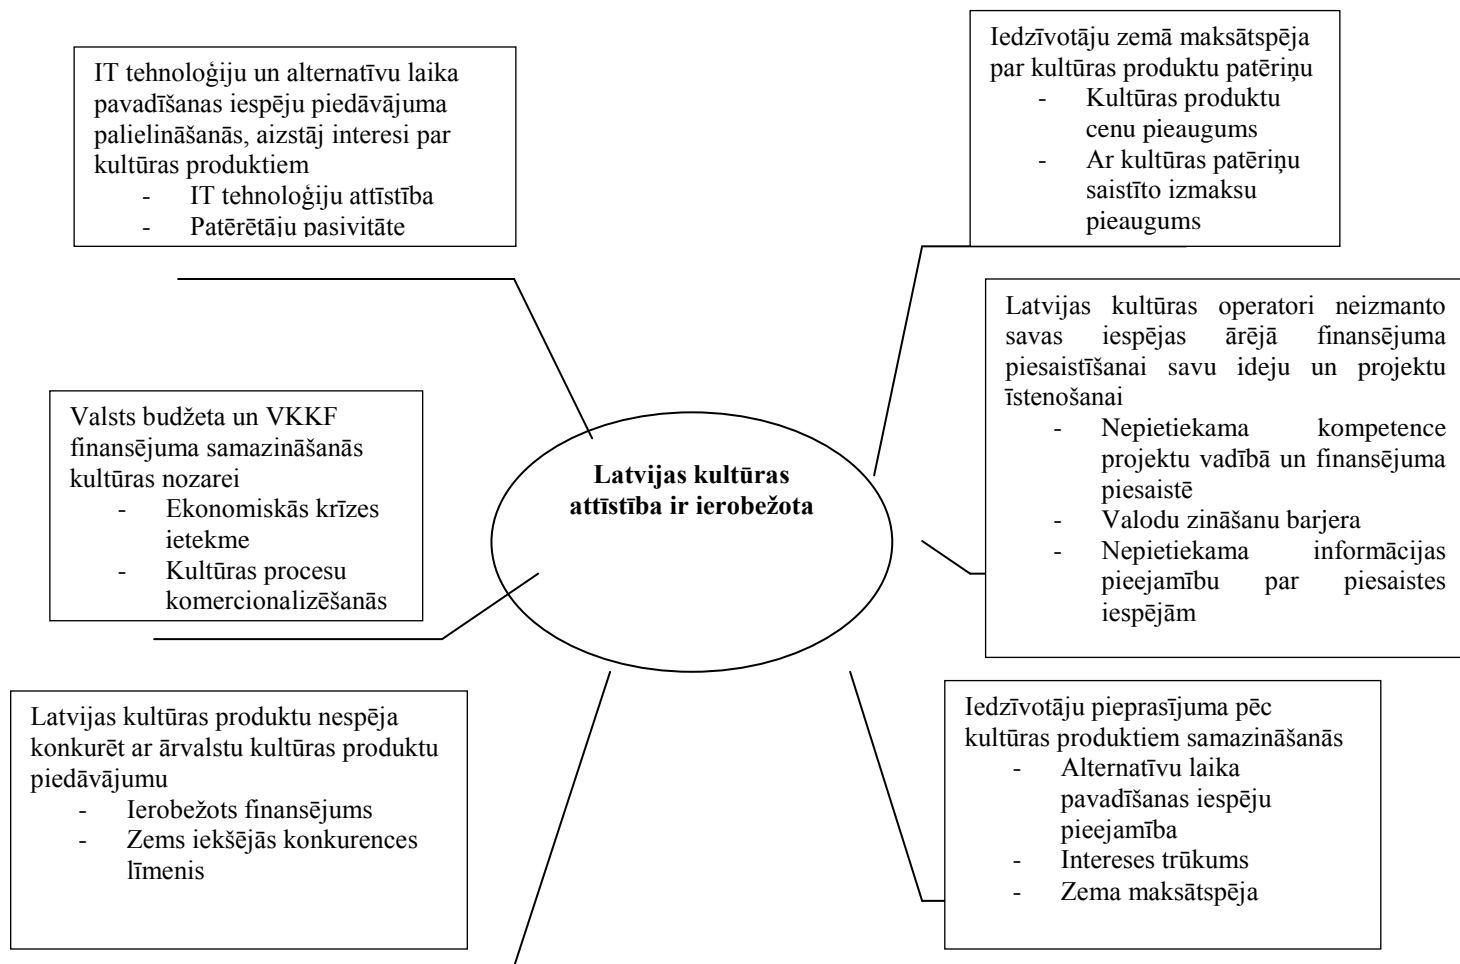 IT tehnoloģiju un alternatīvu laika
pavadīšanas iespēju piedāvājuma
palielināšanās, aizstāj interesi par
kultūras produktiem
- IT tehnoloģiju attīstība
- Patērētāju pasivitāte
Iedzīvotāju zemā maksātspēja
par kultūras produktu patēriņu
- Kultūras produktu
cenu pieaugums
- Ar kultūras patēriņu
saistīto izmaksu
pieaugums
Latvijas kultūras operatori neizmanto
savas iespējas ārējā finansējuma
piesaistīšanai savu ideju un projektu
īstenošanai
- Nepietiekama kompetence
projektu vadībā un finansējuma
piesaistē
- Valodu zināšanu barjera
- Nepietiekama informācijas
pieejamību par piesaistes
iespējām
Valsts budžeta un VKKF
finansējuma samazināšanās
kultūras nozarei
- Ekonomiskās krīzes
ietekme
- Kultūras procesu
komercionalizēšanās
Latvijas kultūras
attīstība ir ierobežota
Latvijas kultūras produktu nespēja
konkurēt ar ārvalstu kultūras produktu
piedāvājumu
- Ierobežots finansējums
- Zems iekšējās konkurences
līmenis
Iedzīvotāju pieprasījuma pēc
kultūras produktiem samazināšanās
- Alternatīvu laika
pavadīšanas iespēju
pieejamība
- Intereses trūkums
- Zema maksātspēja